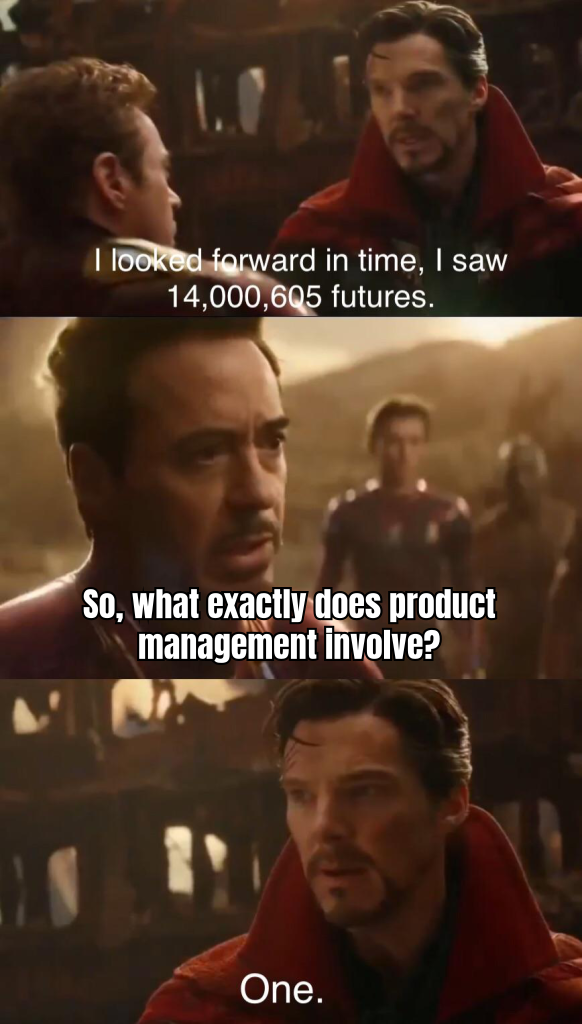 I looked forward in time, I saw
14,000,605 futures.
So, what exactly does product
management involve?
One.